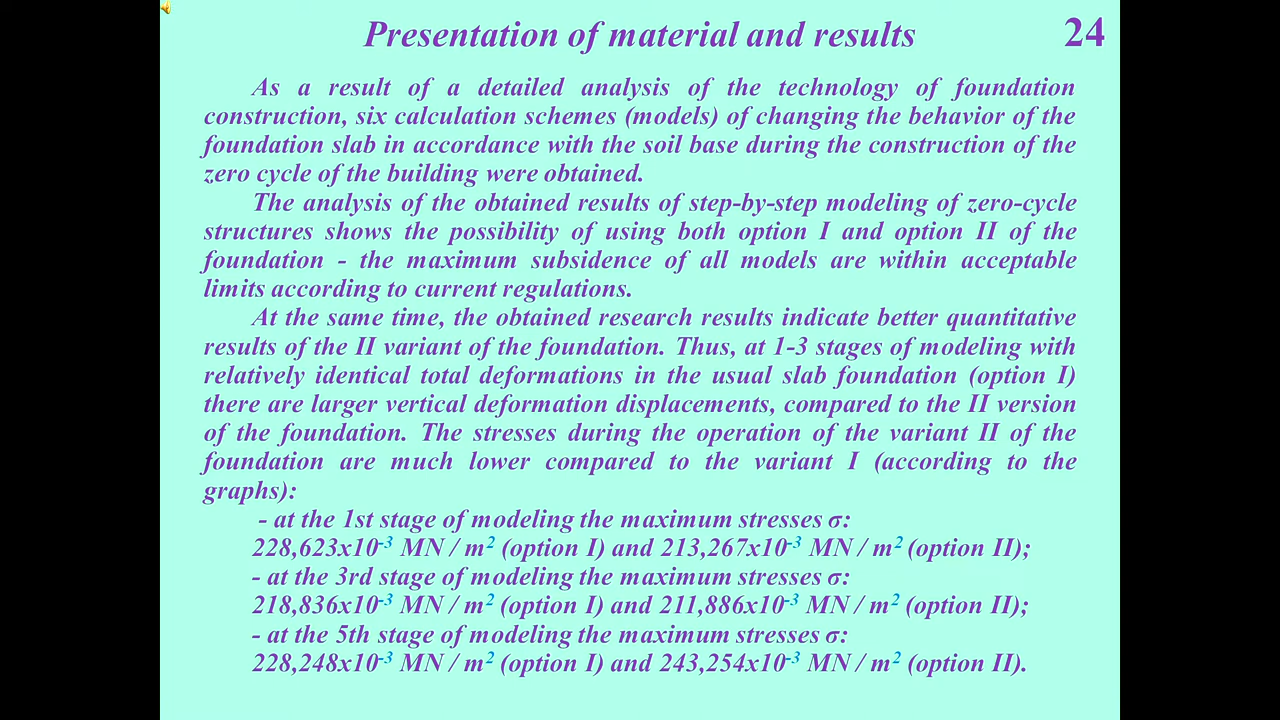 Presentation of material and results
24
As a result of a detailed analysis of the technology of foundation
construction, six calculation schemes (models) of changing the behavior of the
foundation slab in accordance with the soil base during the construction of the
zero cycle of the building were obtained.
The analysis of the obtained results of step-by-step modeling of zero-cycle
structures shows the possibility of using both option I and option II of the
foundation - the maximum subsidence of all models are within acceptable
limits according to current regulations.
At the same time, the obtained research results indicate better quantitative
results of the II variant of the foundation. Thus, at 1-3 stages of modeling with
relatively identical total deformations in the usual slab foundation (option I)
there are larger vertical deformation displacements, compared to the II version
of the foundation. The stresses during the operation of the variant II of the
foundation are much lower compared to the variant I (according to the
graphs):
- at the 1st stage of modeling the maximum stresses σ:
228,623x10⁻³ MN / m² (option I) and 213,267x10⁻³ MN / m² (option II);
- at the 3rd stage of modeling the maximum stresses σ:
218,836x10⁻³ MN / m² (option I) and 211,886x10⁻³ MN / m² (option II);
- at the 5th stage of modeling the maximum stresses σ:
228,248x10⁻³ MN / m² (option I) and 243,254x10⁻³ MN / m² (option II).